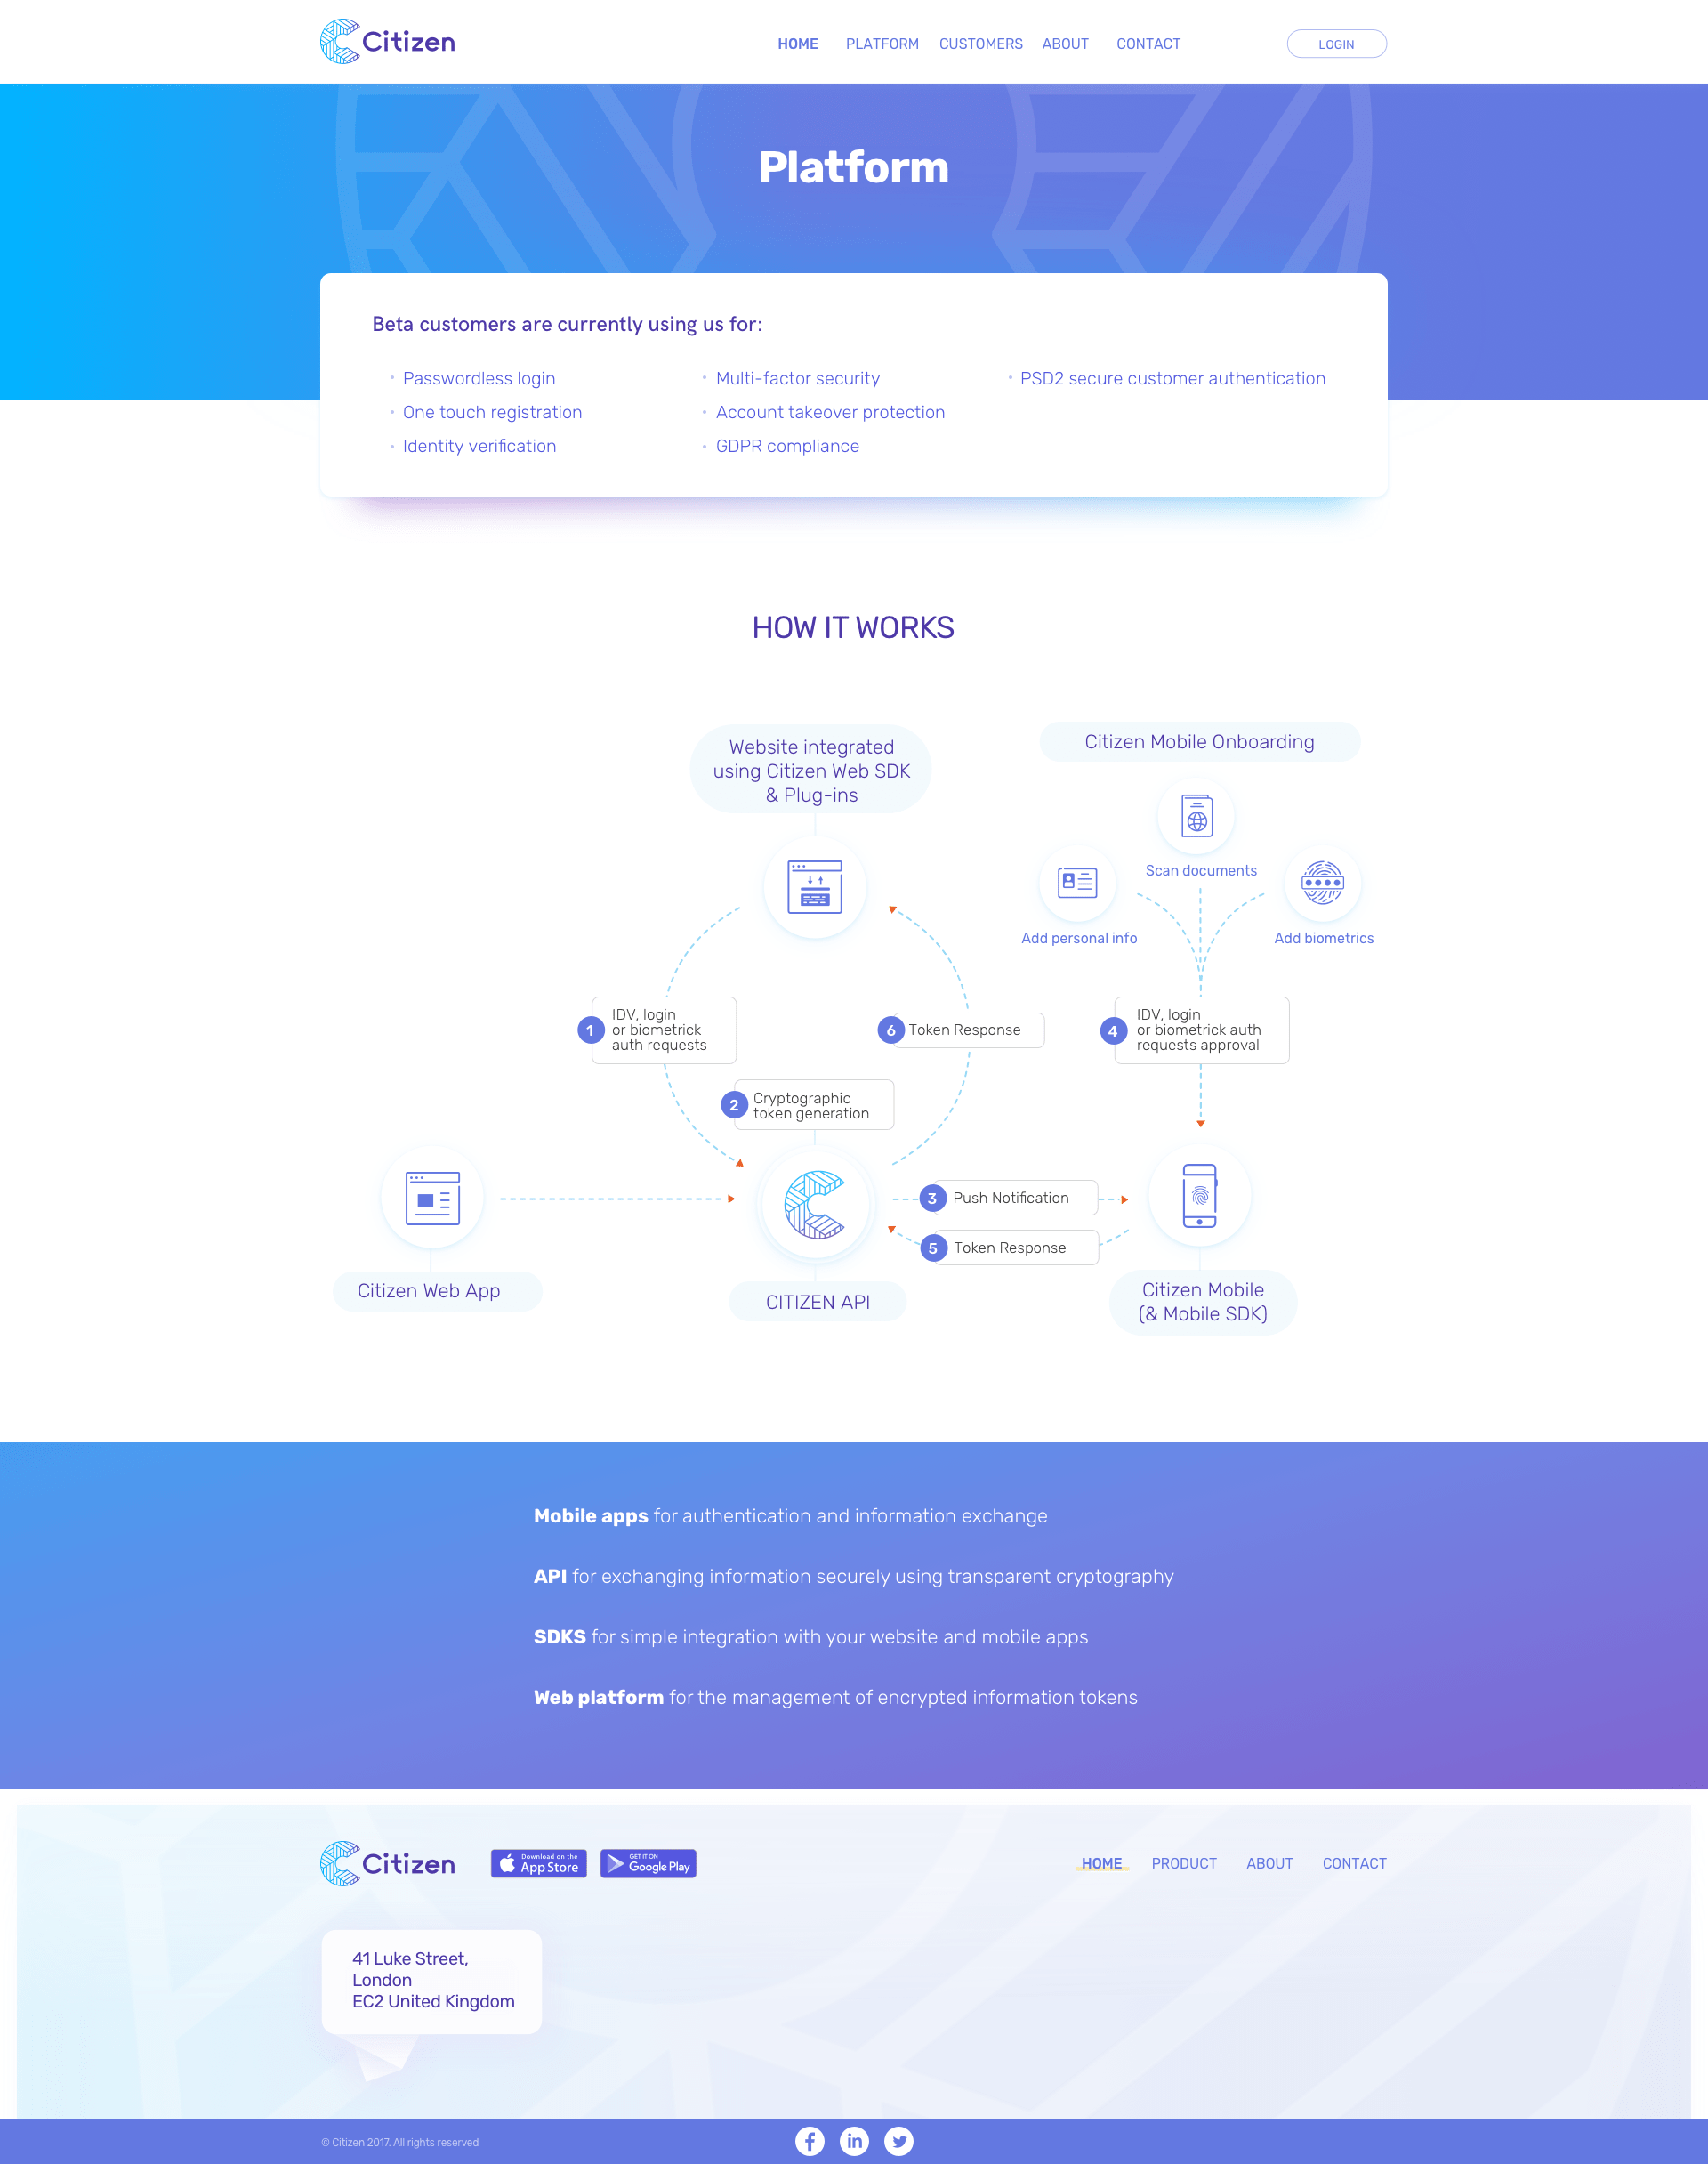 Citizen
HOME PLATFORM CUSTOMERS ABOUT CONTACT
LOGIN
Platform
Beta customers are currently using us for:
Passwordless login
One touch registration
Identity verification
Multi-factor security
Account takeover protection
GDPR compliance
PSD2 secure customer authentication
HOW IT WORKS
Website integrated
using Citizen Web SDK
& Plug-ins
Citizen Mobile Onboarding
Scan documents
Add personal info
Add biometrics
1
IDV, login
or biometrick
auth requests
6
Token Response
4
IDV, login
or biometrick auth
requests approval
2
Cryptographic
token generation
3
Push Notification
5
Token Response
Citizen Web App
CITIZEN API
Citizen Mobile
(& Mobile SDK)
Mobile apps for authentication and information exchange
API for exchanging information securely using transparent cryptography
SDKS for simple integration with your website and mobile apps
Web platform for the management of encrypted information tokens
Citizen
Download on the
App Store
GET IT ON
Google Play
HOME PRODUCT ABOUT CONTACT
41 Luke Street,
London
EC2 United Kingdom
© Citizen 2017. All rights reserved